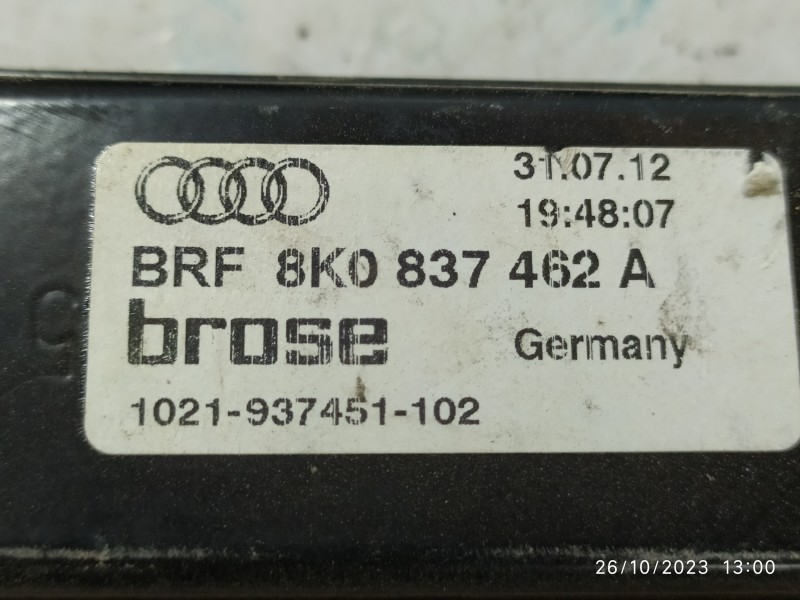 31.07.12
19:48:07
BRF 8K0 837 462 A
brose Germany
1021-937451-102
26/10/2023 13:00